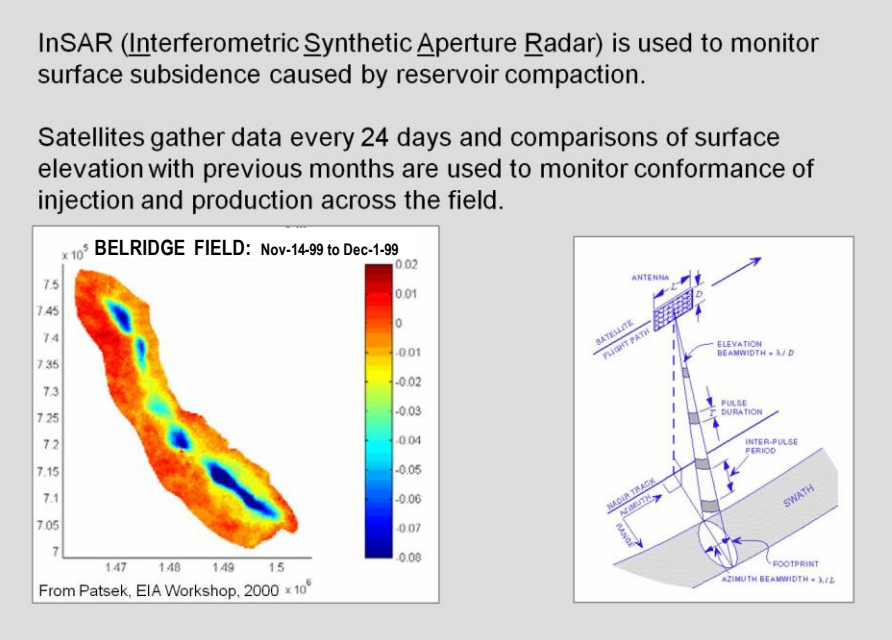 InSAR (Interferometric Synthetic Aperture Radar) is used to monitor
surface subsidence caused by reservoir compaction.
Satellites gather data every 24 days and comparisons of surface
elevation with previous months are used to monitor conformance of
injection and production across the field.
x 10^5 BELRIDGE FIELD: Nov-14-99 to Dec-1-99
7.5
7.45
7.4
7.35
7.3
7.25
7.2
7.15
7.1
7.05
7
1.47 1.48 1.49 1.5
x 10^6
0.02
0.01
0
-0.01
-0.02
-0.03
-0.04
-0.05
-0.06
-0.07
-0.08
From Patsek, EIA Workshop, 2000
ANTENNA
L
D
SATELLITE
FLIGHT PATH
ELEVATION
BEAMWIDTH = λ / D
PULSE
DURATION
INTER-PULSE
PERIOD
NADIR TRACK
AZIMUTH
RANGE
SWATH
FOOTPRINT
AZIMUTH BEAMWIDTH = λ / L